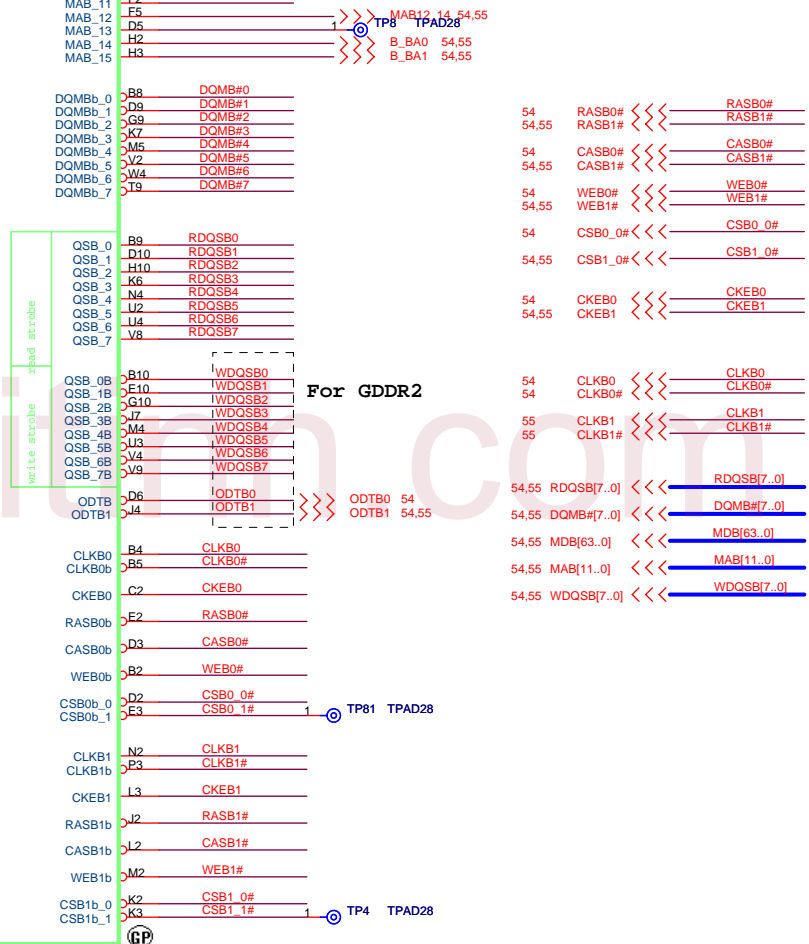 MAB_11
MAB_12 F5 MAB12_14 54,55
MAB_13 D5 1 TP8 TPAD28
MAB_14 H2 B_BA0 54,55
MAB_15 H3 B_BA1 54,55
DQMBb_0 B8 DQMB#0
DQMBb_1 D9 DQMB#1
DQMBb_2 G9 DQMB#2
DQMBb_3 K7 DQMB#3
DQMBb_4 M5 DQMB#4
DQMBb_5 V2 DQMB#5
DQMBb_6 W4 DQMB#6
DQMBb_7 T9 DQMB#7
read strobe
QSB_0 B9 RDQSB0
QSB_1 D10 RDQSB1
QSB_2 H10 RDQSB2
QSB_3 K6 RDQSB3
QSB_4 N4 RDQSB4
QSB_5 U2 RDQSB5
QSB_6 U4 RDQSB6
QSB_7 V8 RDQSB7
write strobe
QSB_0B B10 WDQSB0
QSB_1B E10 WDQSB1
QSB_2B G10 WDQSB2
QSB_3B J7 WDQSB3
QSB_4B M4 WDQSB4
QSB_5B U3 WDQSB5
QSB_6B V4 WDQSB6
QSB_7B V9 WDQSB7
For GDDR2
ODTB D6 ODTB0 ODTB0 54
ODTB1 J4 ODTB1 ODTB1 54,55
CLKB0 B4 CLKB0
CLKB0b B5 CLKB0#
CKEB0 C2 CKEB0
RASB0b E2 RASB0#
CASB0b D3 CASB0#
WEB0b B2 WEB0#
CSB0b_0 D2 CSB0_0#
CSB0b_1 E3 CSB0_1# 1 TP81 TPAD28
CLKB1 N2 CLKB1
CLKB1b P3 CLKB1#
CKEB1 L3 CKEB1
RASB1b J2 RASB1#
CASB1b L2 CASB1#
WEB1b M2 WEB1#
CSB1b_0 K2 CSB1_0#
CSB1b_1 K3 CSB1_1# 1 TP4 TPAD28
GP
54 RASB0# RASB0#
54,55 RASB1# RASB1#
54 CASB0# CASB0#
54,55 CASB1# CASB1#
54 WEB0# WEB0#
54,55 WEB1# WEB1#
54 CSB0_0# CSB0_0#
54,55 CSB1_0# CSB1_0#
54 CKEB0 CKEB0
54,55 CKEB1 CKEB1
54 CLKB0 CLKB0
54 CLKB0# CLKB0#
55 CLKB1 CLKB1
55 CLKB1# CLKB1#
54,55 RDQSB[7..0] RDQSB[7..0]
54,55 DQMB#[7..0] DQMB#[7..0]
54,55 MDB[63..0] MDB[63..0]
54,55 MAB[11..0] MAB[11..0]
54,55 WDQSB[7..0] WDQSB[7..0]